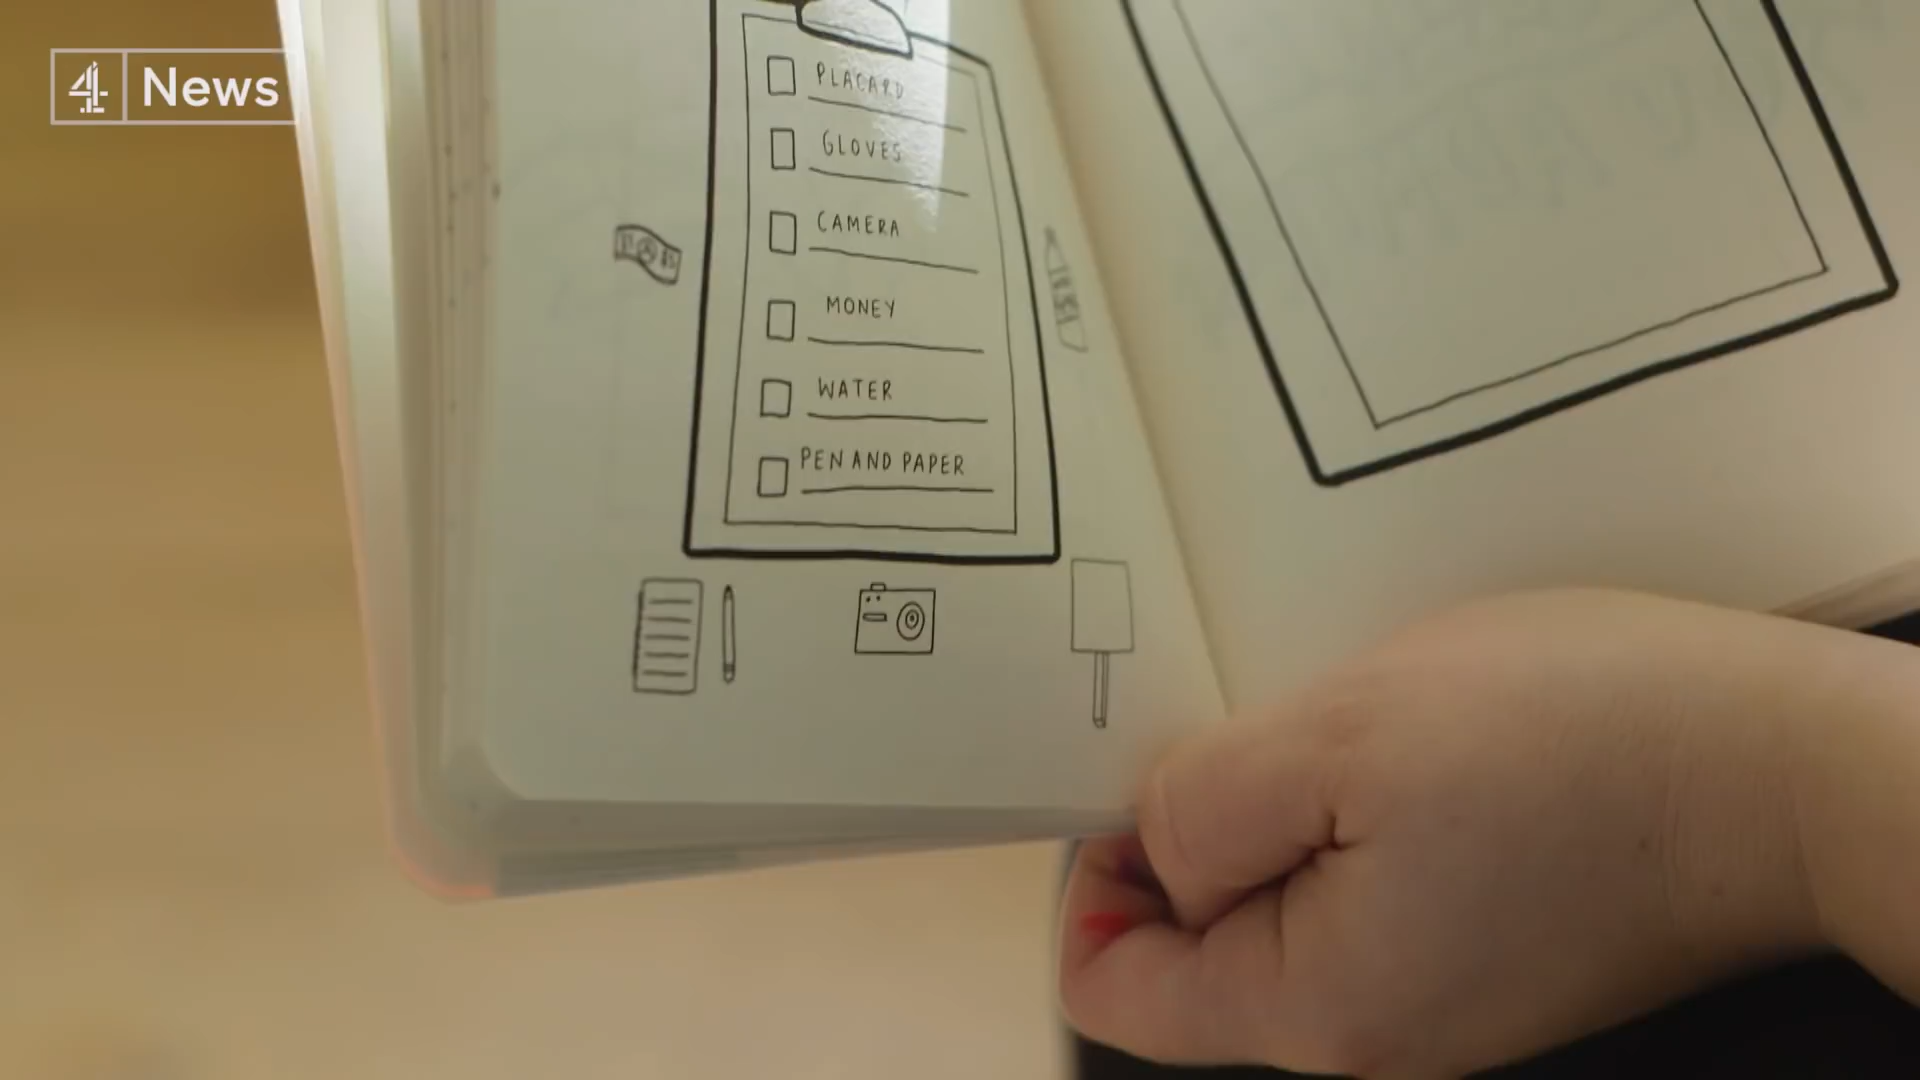 4 News
PLACARD
GLOVES
CAMERA
MONEY
WATER
PEN AND PAPER